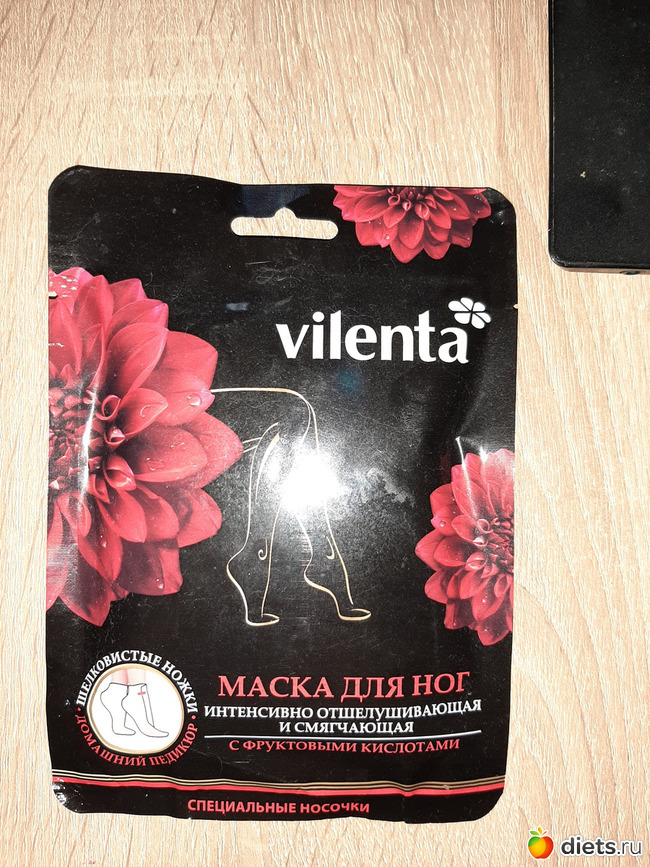 vilenta
ШЕЛКОВИСТЫЕ НОЖКИ
• ДОМАШНИЙ ПЕДИКЮР •
МАСКА ДЛЯ НОГ
ИНТЕНСИВНО ОТШЕЛУШИВАЮЩАЯ
И СМЯГЧАЮЩАЯ
С ФРУКТОВЫМИ КИСЛОТАМИ
СПЕЦИАЛЬНЫЕ НОСОЧКИ
diets.ru